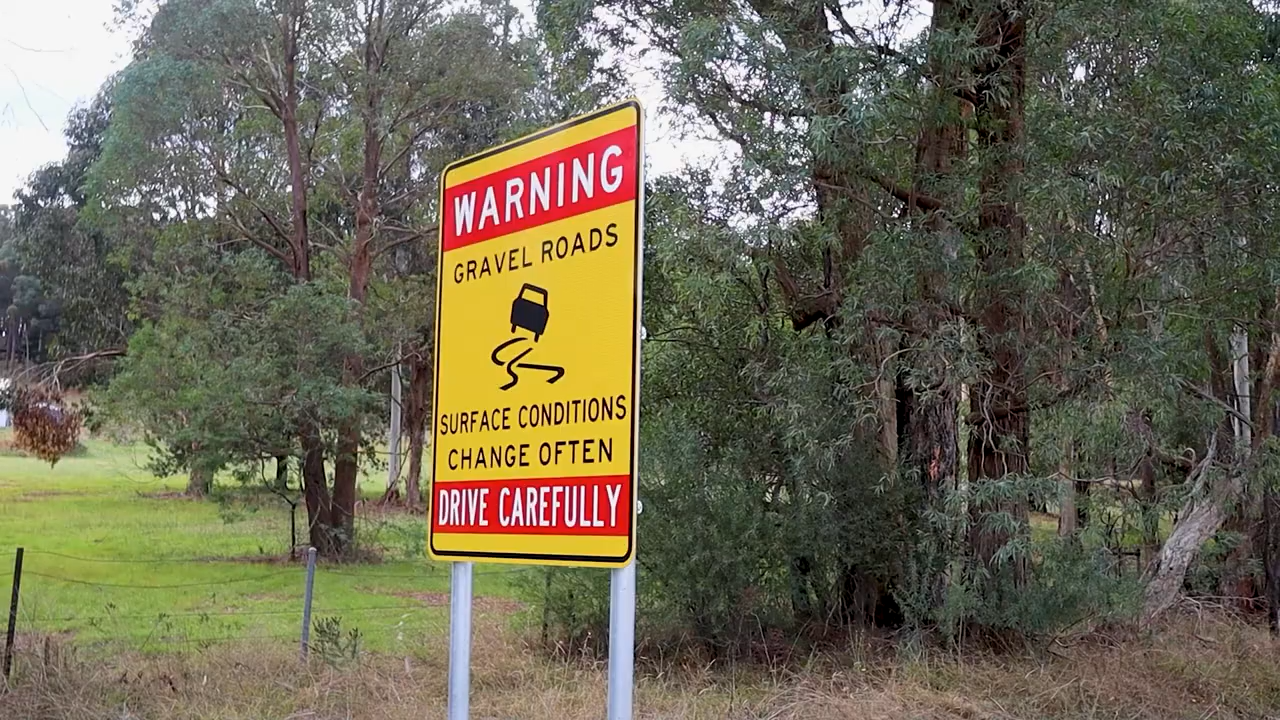 WARNING
GRAVEL ROADS
SURFACE CONDITIONS
CHANGE OFTEN
DRIVE CAREFULLY